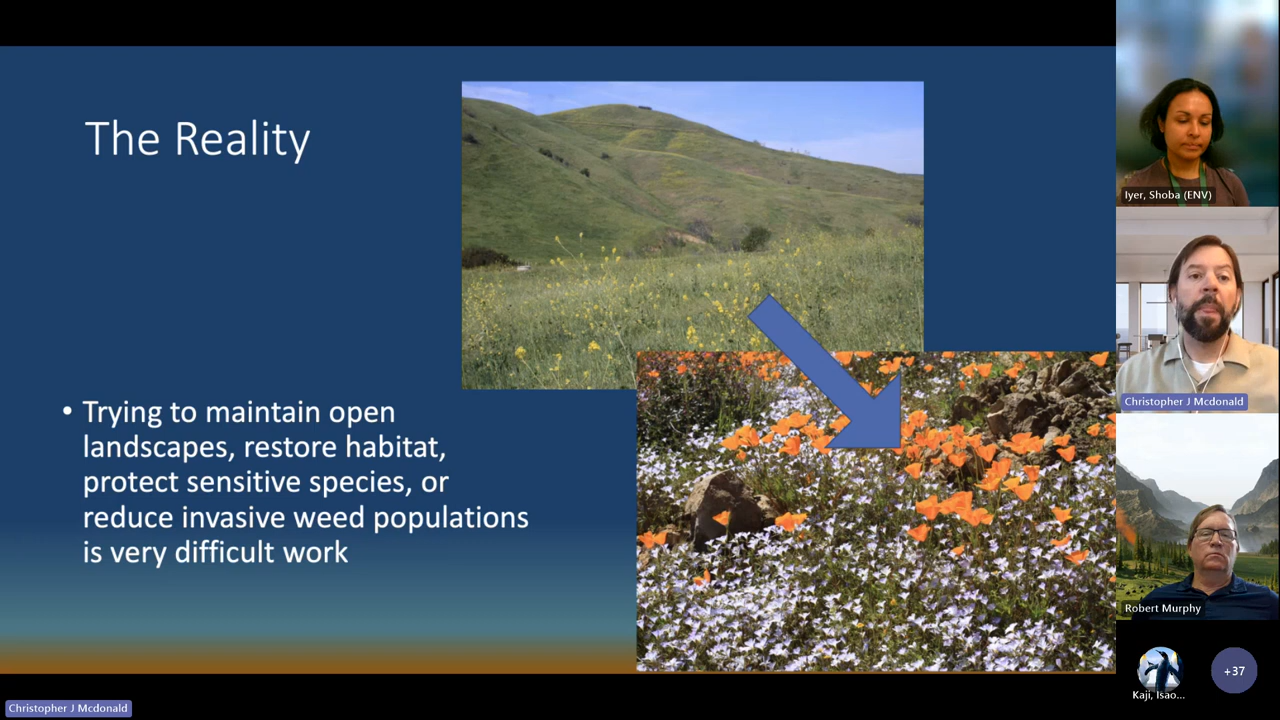 The Reality
• Trying to maintain open
landscapes, restore habitat,
protect sensitive species, or
reduce invasive weed populations
is very difficult work
Iyer, Shoba (ENV)
Christopher J Mcdonald
Robert Murphy
Kaji, Isao...
+37
Christopher J Mcdonald